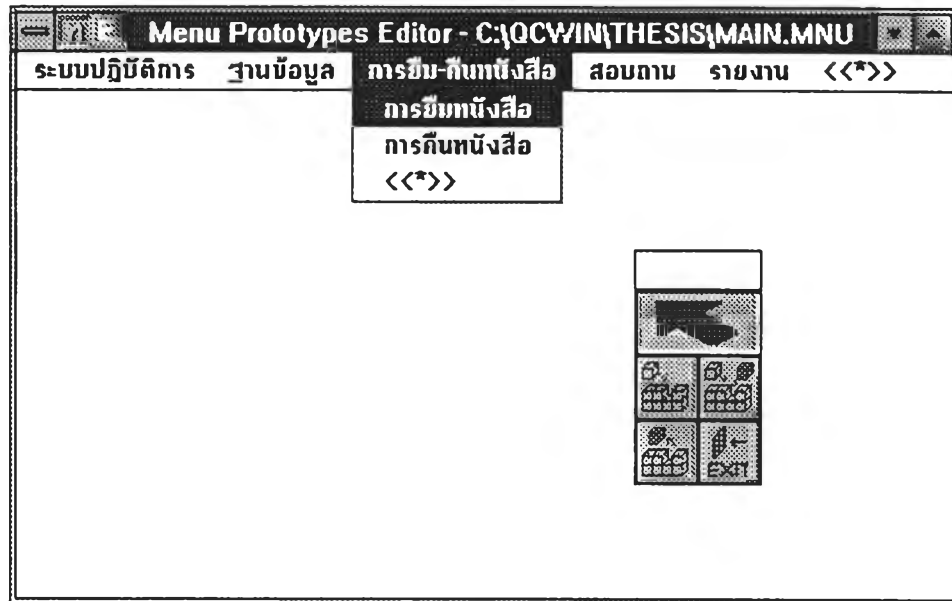 Menu Prototypes Editor - C:\QCWIN\THESIS\MAIN.MNU
ระบบปฏิบัติการ ฐานข้อมูล การยืม-คืนหนังสือ สอบถาม รายงาน <<*>>
การยืมหนังสือ
การคืนหนังสือ
<<*>>
EXIT